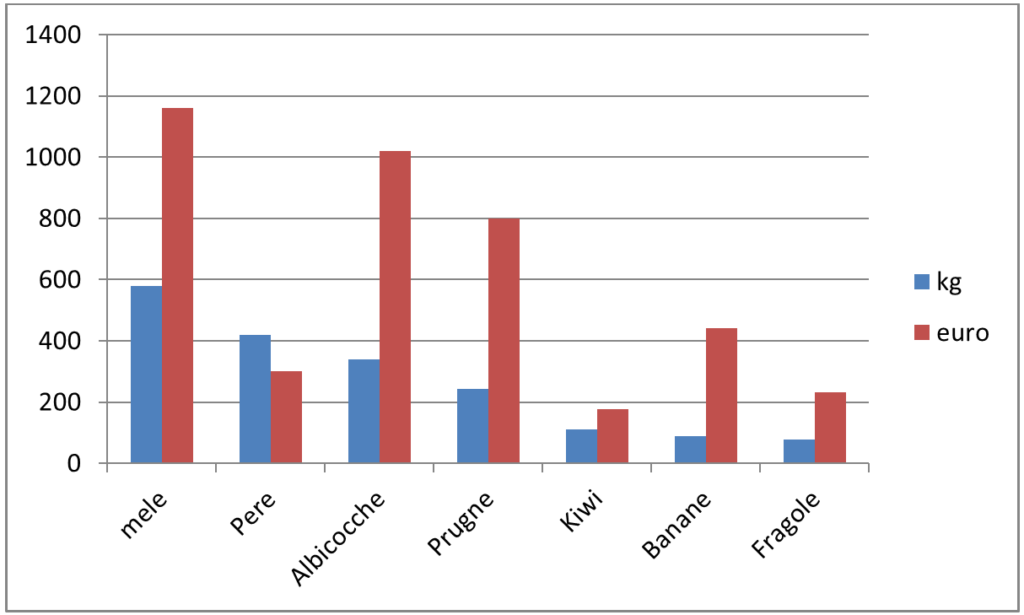 1400
1200
1000
800
600
400
200
0
mele
Pere
Albicocche
Prugne
Kiwi
Banane
Fragole
kg
euro